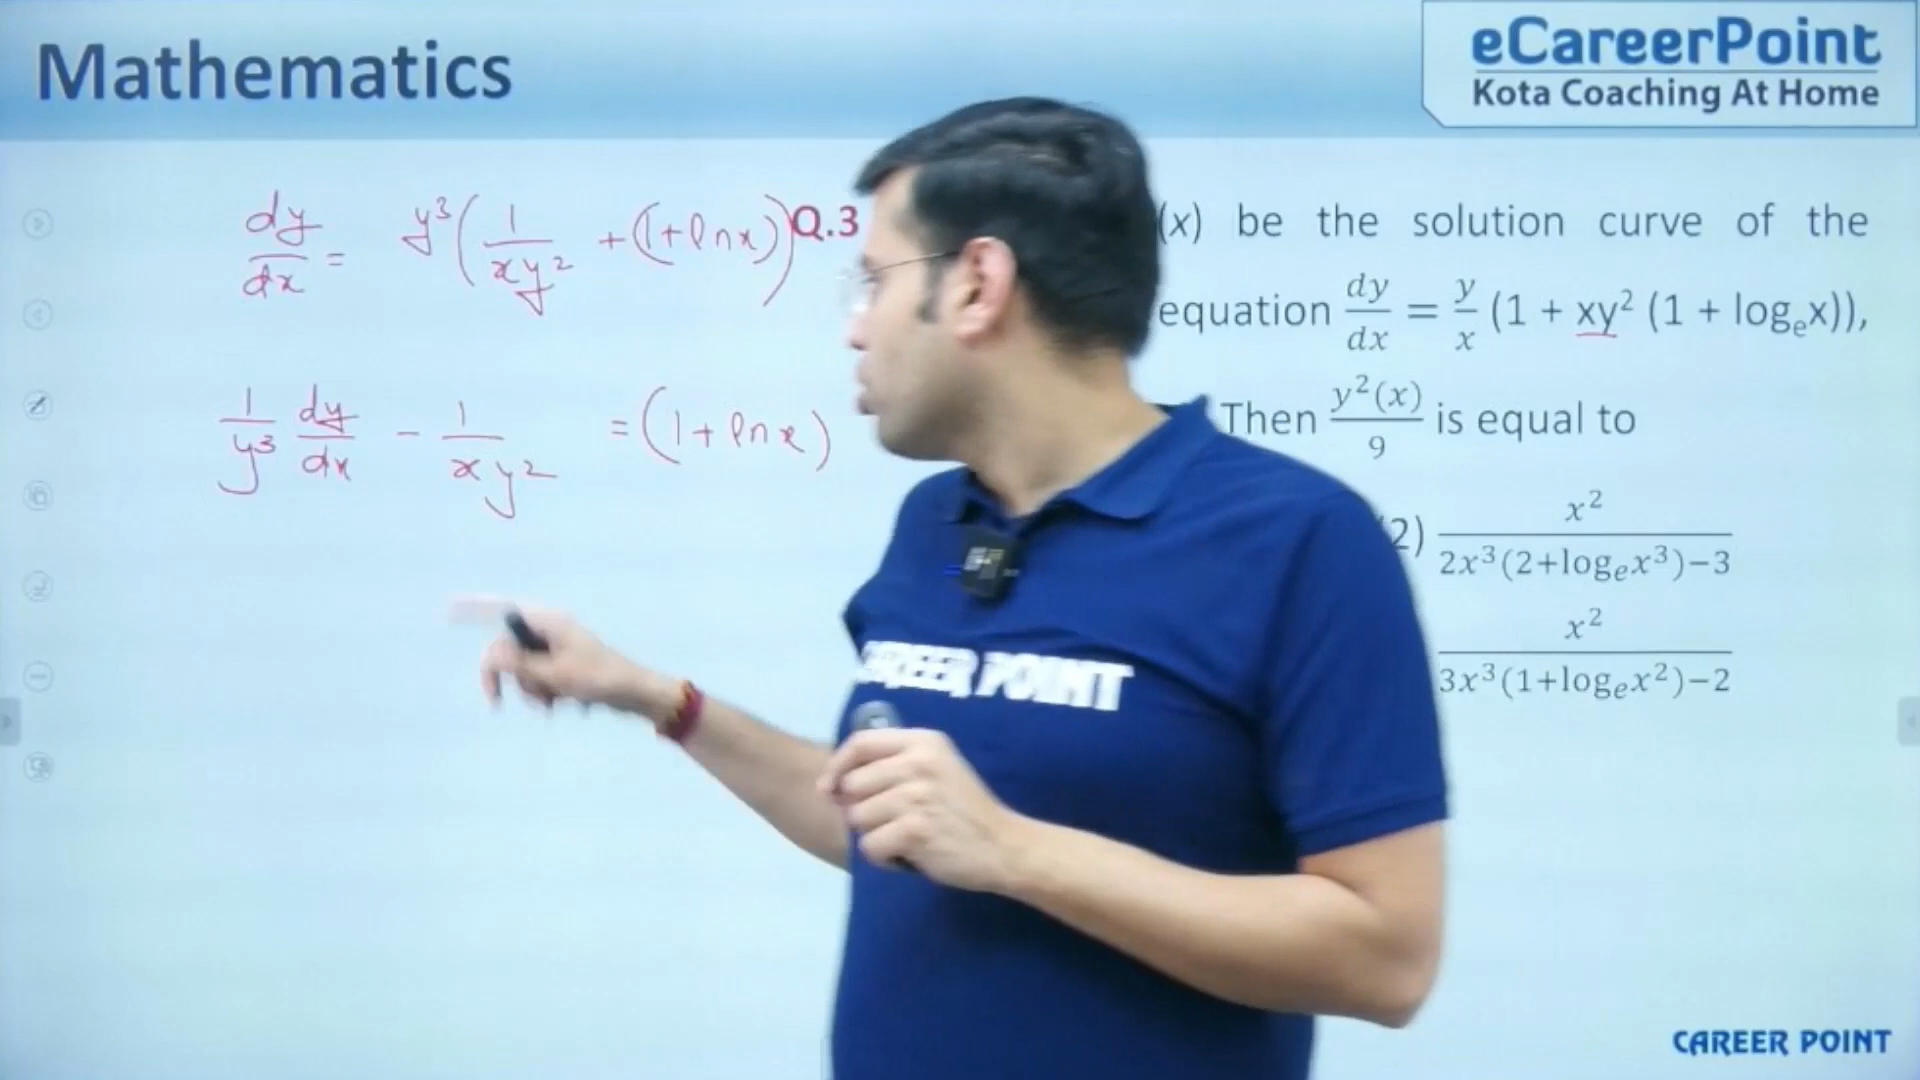 Mathematics
eCareerPoint
Kota Coaching At Home
dy/dx = y³(1/(xy²) + (1+ln x))
1/y³ dy/dx - 1/(xy²) = (1+ln x)
Q.3
(x) be the solution curve of the
equation dy/dx = y/x (1 + xy² (1 + logₑx)),
Then y²(x)/9 is equal to
2) x²/(2x³(2+logₑx³)−3)
x²/(3x³(1+logₑx²)−2)
CAREER POINT
CAREER POINT